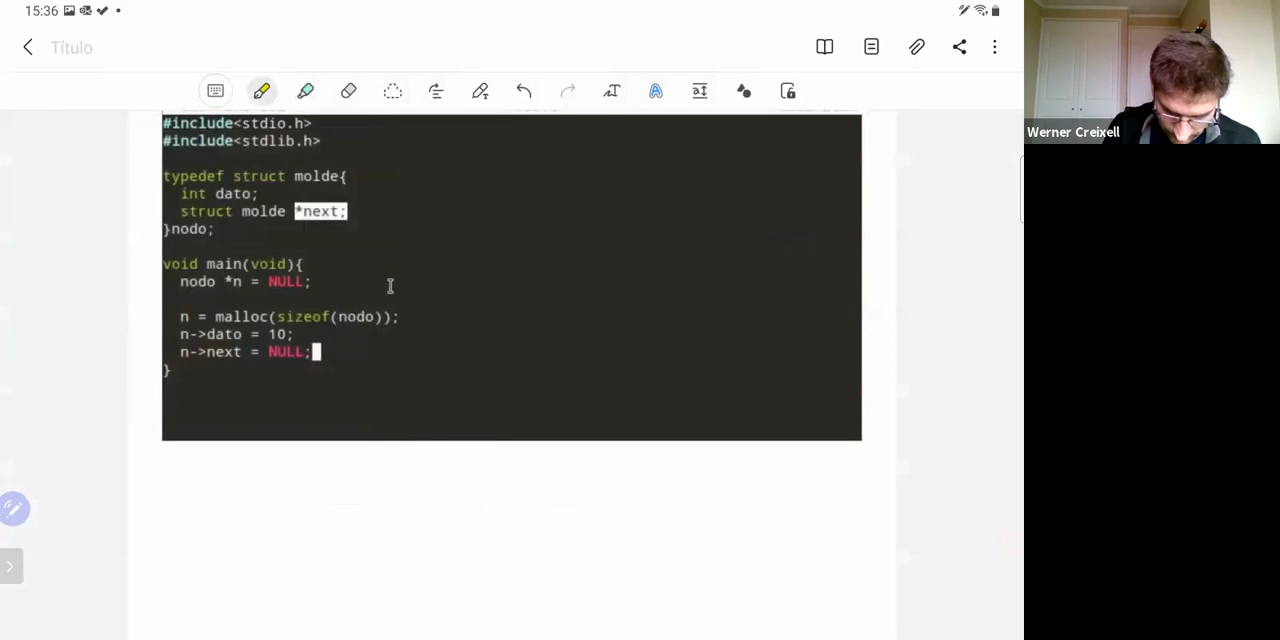 15:36
Título
#include<stdio.h>
#include<stdlib.h>
typedef struct molde{
int dato;
struct molde *next;
}nodo;
void main(void){
nodo *n = NULL;
n = malloc(sizeof(nodo));
n->dato = 10;
n->next = NULL;
}
Werner Creixell